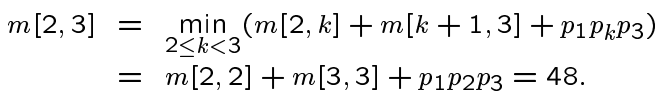 m[2, 3] = min 2≤k<3 (m[2, k] + m[k + 1, 3] + p₁pₖp₃)
= m[2, 2] + m[3, 3] + p₁p₂p₃ = 48.